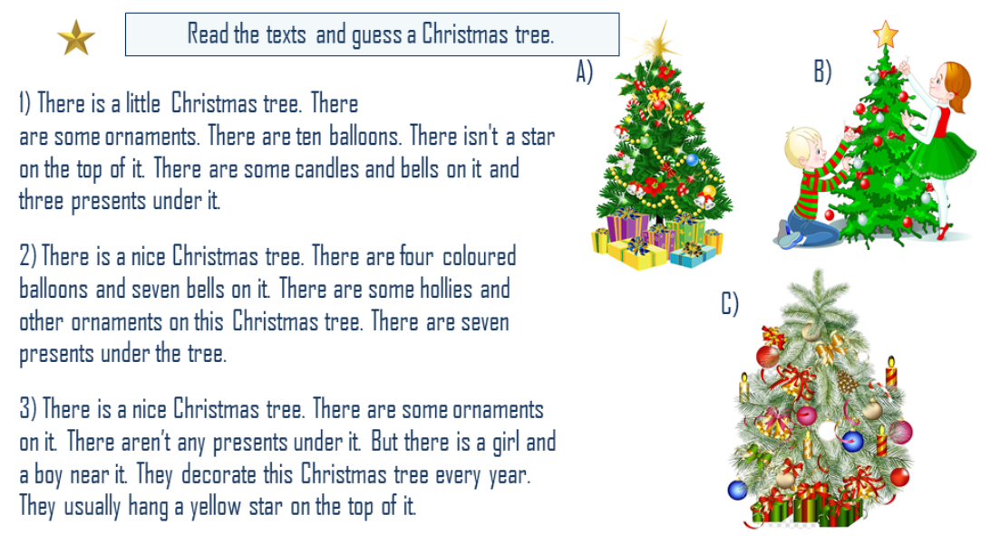 Read the texts and guess a Christmas tree.
A)
B)
1) There is a little Christmas tree. There
are some ornaments. There are ten balloons. There isn't a star
on the top of it. There are some candles and bells on it and
three presents under it.
2) There is a nice Christmas tree. There are four coloured
balloons and seven bells on it. There are some hollies and
other ornaments on this Christmas tree. There are seven
presents under the tree.
C)
3) There is a nice Christmas tree. There are some ornaments
on it. There aren't any presents under it. But there is a girl and
a boy near it. They decorate this Christmas tree every year.
They usually hang a yellow star on the top of it.